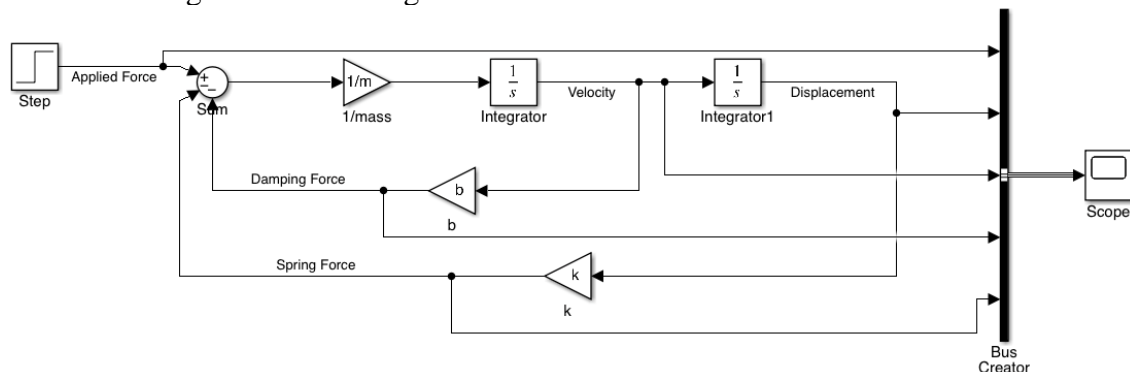 Applied Force
Step
+
−
−
Sum
1/m
1/mass
1
s
Integrator
Velocity
1
s
Integrator1
Displacement
Damping Force
b
b
Spring Force
k
k
Scope
Bus
Creator